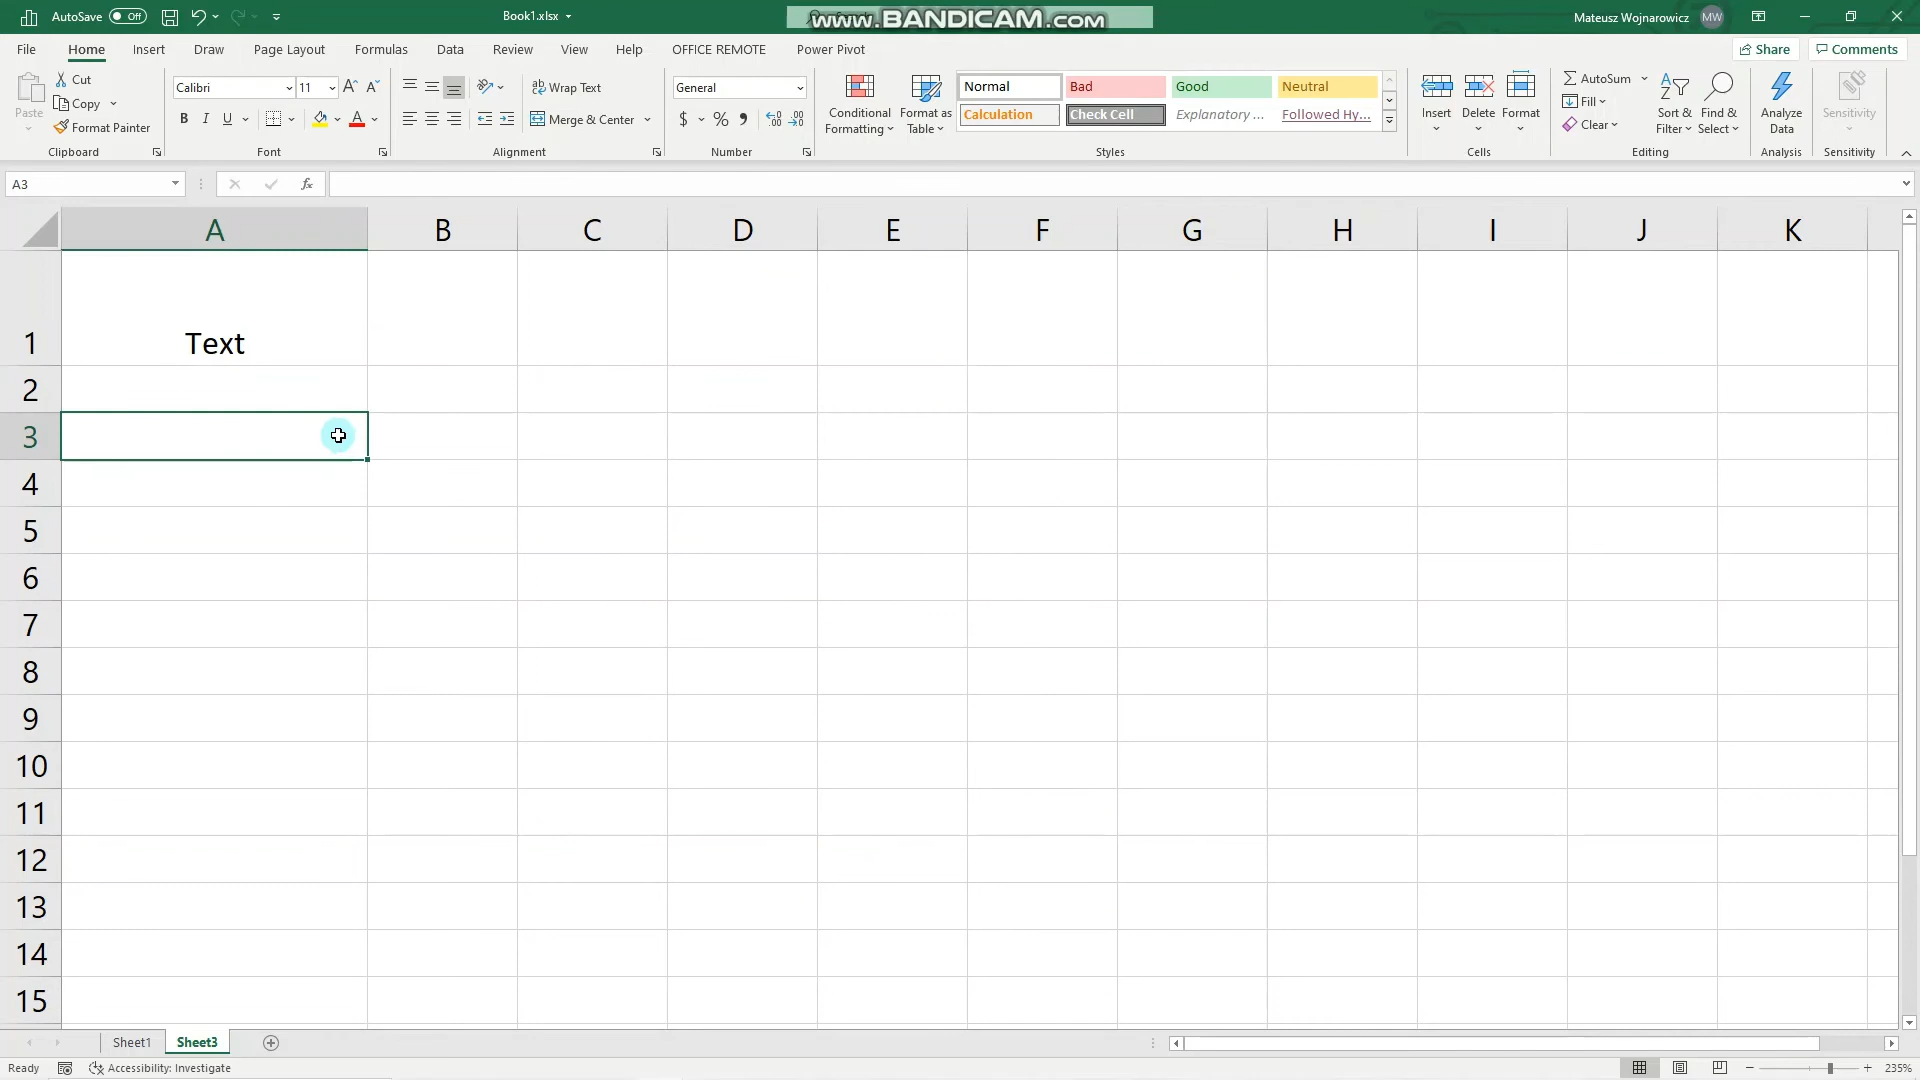 AutoSave Off Book1.xlsx www.BANDICAM.com Mateusz Wojnarowicz MW
File Home Insert Draw Page Layout Formulas Data Review View Help OFFICE REMOTE Power Pivot Share Comments
Paste Cut Copy Format Painter Clipboard
Calibri 11 B I U A Font
Wrap Text Merge & Center Alignment
General $ % Number
Conditional Formatting Format as Table
Normal Bad Good Neutral
Calculation Check Cell Explanatory ... Followed Hy...
Styles
Insert Delete Format Cells
AutoSum Fill Clear Sort & Filter Find & Select Editing
Analyze Data Analysis
Sensitivity Sensitivity
A3 fx
A B C D E F G H I J K
1 Text
2
3
4
5
6
7
8
9
10
11
12
13
14
15
Sheet1 Sheet3
Ready Accessibility: Investigate 235%